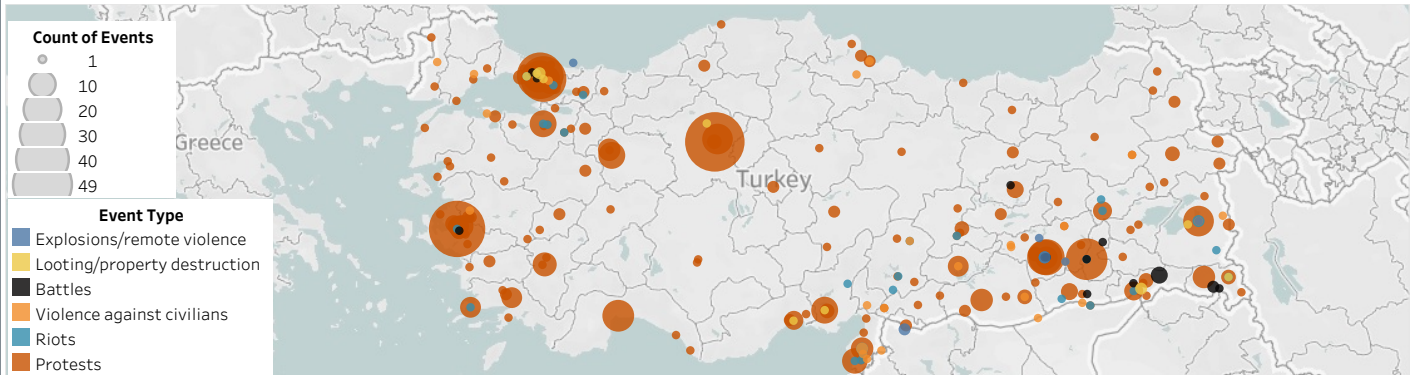 Count of Events
1
10
20
30
40
49
Event Type
Explosions/remote violence
Looting/property destruction
Battles
Violence against civilians
Riots
Protests
Greece
Turkey